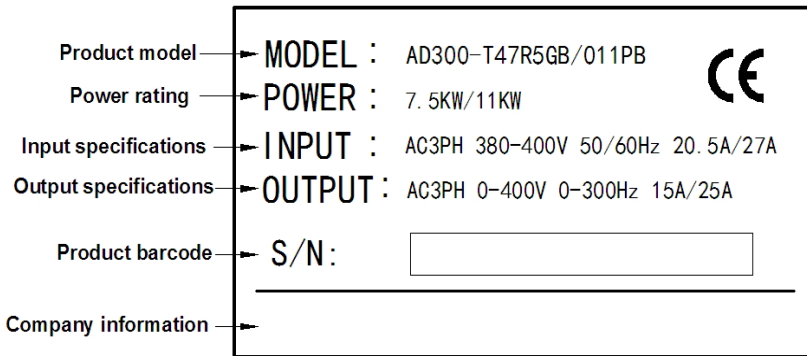 Product model MODEL: AD300-T47R5GB/011PB
Power rating POWER: 7.5KW/11KW
Input specifications INPUT : AC3PH 380-400V 50/60Hz 20.5A/27A
Output specifications OUTPUT: AC3PH 0-400V 0-300Hz 15A/25A
Product barcode S/N:
Company information
CE